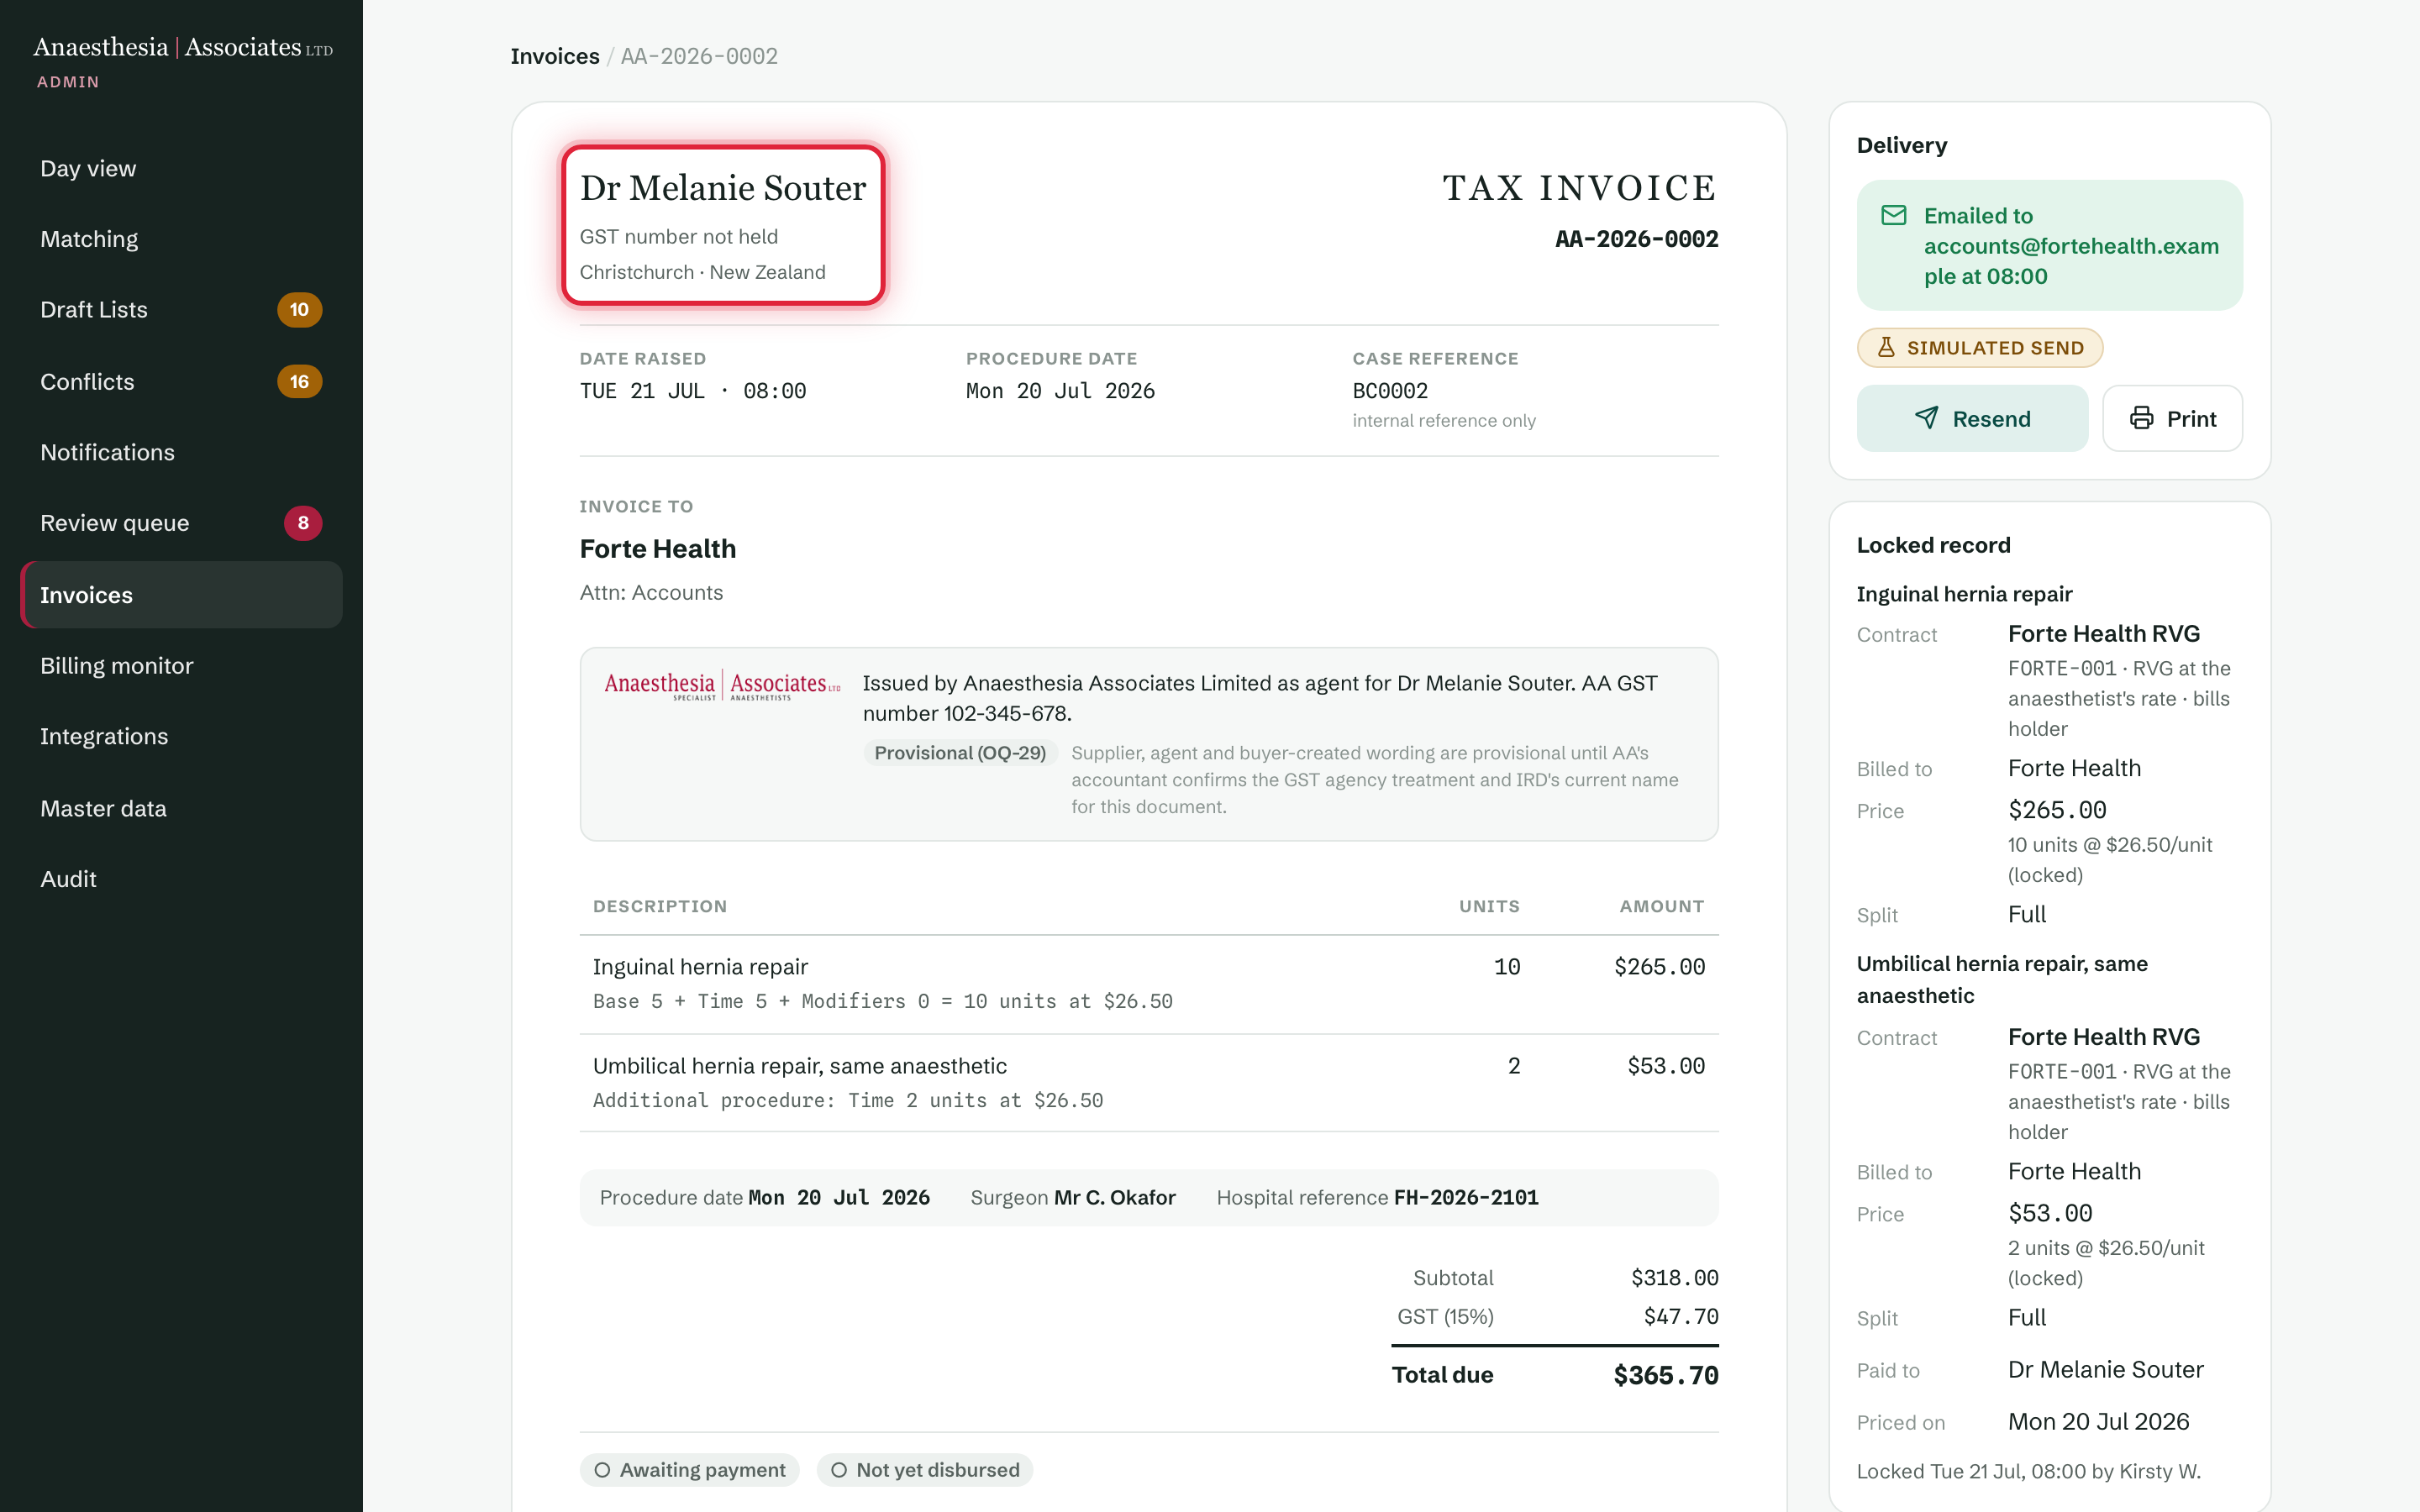 Anaesthesia | Associates LTD
ADMIN
Day view
Matching
Draft Lists 10
Conflicts 16
Notifications
Review queue 8
Invoices
Billing monitor
Integrations
Master data
Audit
Invoices / AA-2026-0002
Dr Melanie Souter
GST number not held
Christchurch · New Zealand
TAX INVOICE
AA-2026-0002
DATE RAISED
TUE 21 JUL · 08:00
PROCEDURE DATE
Mon 20 Jul 2026
CASE REFERENCE
BC0002
internal reference only
INVOICE TO
Forte Health
Attn: Accounts
Anaesthesia | Associates LTD
SPECIALIST ANAESTHETISTS
Issued by Anaesthesia Associates Limited as agent for Dr Melanie Souter. AA GST
number 102-345-678.
Provisional (OQ-29)
Supplier, agent and buyer-created wording are provisional until AA's
accountant confirms the GST agency treatment and IRD's current name
for this document.
DESCRIPTION UNITS AMOUNT
Inguinal hernia repair 10 $265.00
Base 5 + Time 5 + Modifiers 0 = 10 units at $26.50
Umbilical hernia repair, same anaesthetic 2 $53.00
Additional procedure: Time 2 units at $26.50
Procedure date Mon 20 Jul 2026 Surgeon Mr C. Okafor Hospital reference FH-2026-2101
Subtotal $318.00
GST (15%) $47.70
Total due $365.70
Awaiting payment
Not yet disbursed
Delivery
Emailed to
accounts@fortehealth.exam
ple at 08:00
SIMULATED SEND
Resend
Print
Locked record
Inguinal hernia repair
Contract Forte Health RVG
FORTE-001 · RVG at the
anaesthetist's rate · bills
holder
Billed to Forte Health
Price $265.00
10 units @ $26.50/unit
(locked)
Split Full
Umbilical hernia repair, same
anaesthetic
Contract Forte Health RVG
FORTE-001 · RVG at the
anaesthetist's rate · bills
holder
Billed to Forte Health
Price $53.00
2 units @ $26.50/unit
(locked)
Split Full
Paid to Dr Melanie Souter
Priced on Mon 20 Jul 2026
Locked Tue 21 Jul, 08:00 by Kirsty W.